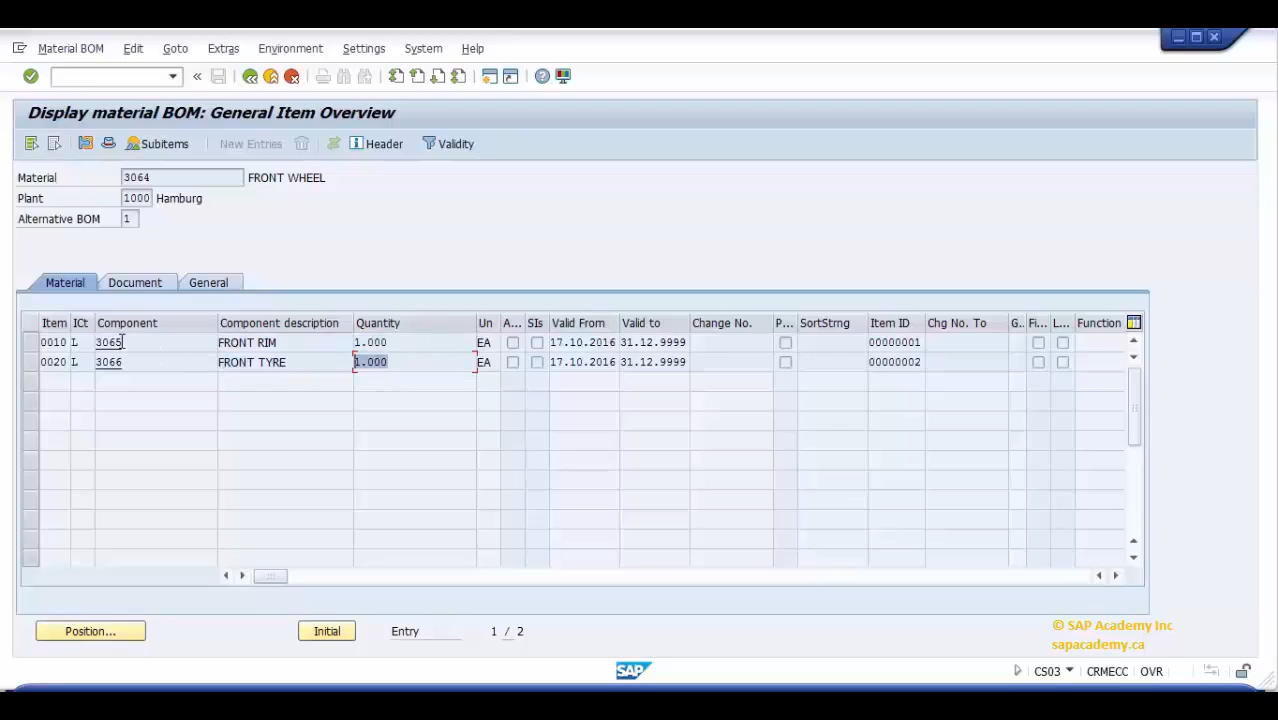 Material BOM Edit Goto Extras Environment Settings System Help
Display material BOM: General Item Overview
Subitems New Entries Header Validity
Material 3064 FRONT WHEEL
Plant 1000 Hamburg
Alternative BOM 1
Material Document General
Item ICt Component Component description Quantity Un A... SIs Valid From Valid to Change No. P... SortStrng Item ID Chg No. To G.. Fi... L... Function
0010 L 3065 FRONT RIM 1.000 EA 17.10.2016 31.12.9999 00000001
0020 L 3066 FRONT TYRE 1.000 EA 17.10.2016 31.12.9999 00000002
Position... Initial Entry 1 / 2
© SAP Academy Inc
sapacademy.ca
SAP CS03 CRMECC OVR